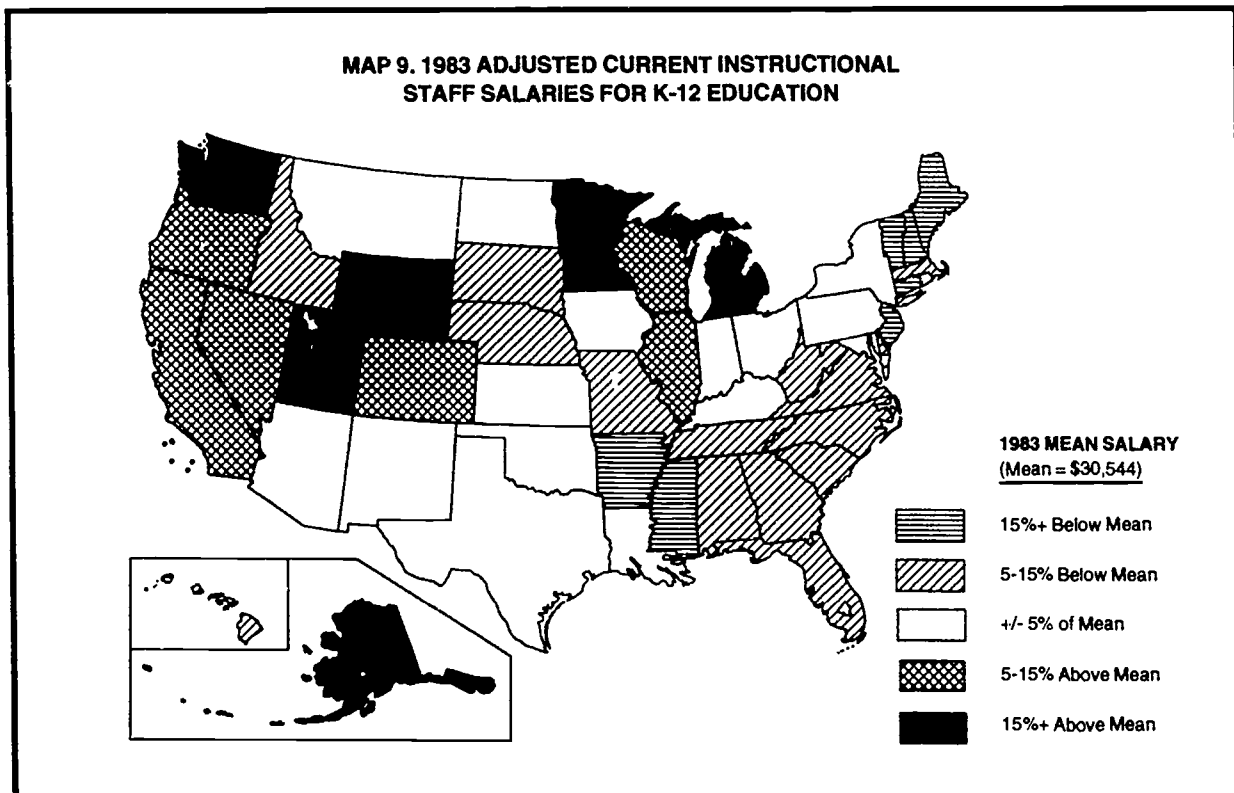 MAP 9. 1983 ADJUSTED CURRENT INSTRUCTIONAL
STAFF SALARIES FOR K-12 EDUCATION
1983 MEAN SALARY
(Mean = $30,544)
15%+ Below Mean
5-15% Below Mean
+/- 5% of Mean
5-15% Above Mean
15%+ Above Mean